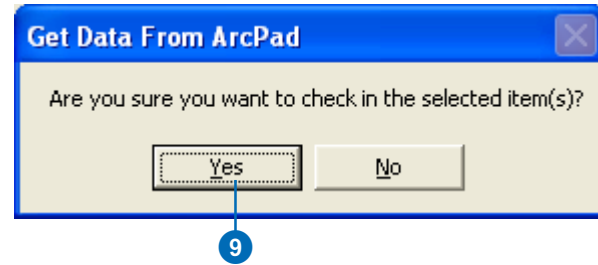 Get Data From ArcPad
Are you sure you want to check in the selected item(s)?
Yes No
9